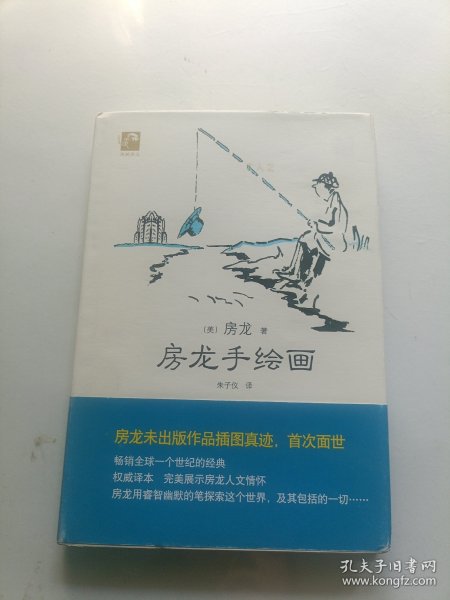 （美） 房龙 著
房龙手绘画
朱子仪 译
房龙未出版作品插图真迹，首次面世
畅销全球一个世纪的经典
权威译本 完美展示房龙人文情怀
房龙用睿智幽默的笔探索这个世界，及其包括的一切……
孔夫子旧书网
www.kongfz.com